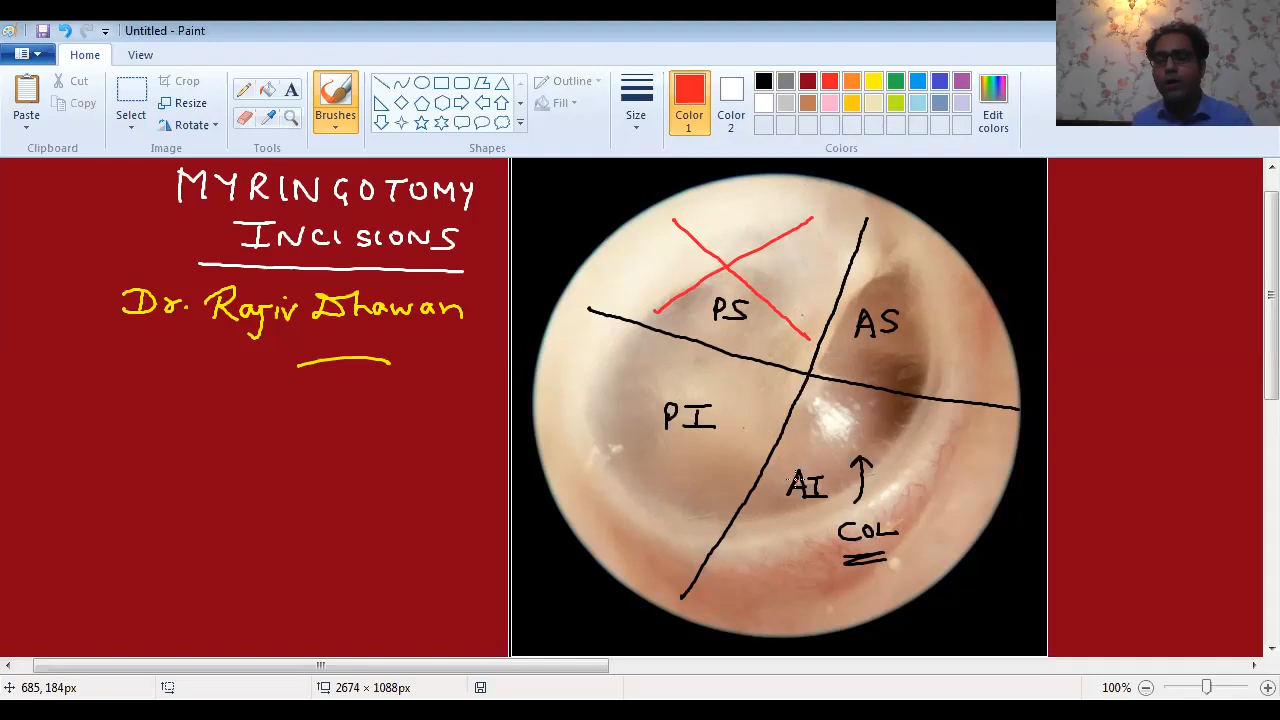 Untitled - Paint
Home View
Paste
Cut
Copy
Clipboard
Select
Crop
Resize
Rotate
Image
A
Tools
Brushes
Shapes
Outline
Fill
Size
Color 1
Color 2
Edit colors
Colors
MYRINGOTOMY
INCISIONS
Dr. Rajiv Dhawan
PS
AS
PI
AI
COL
685, 184px
2674 × 1088px
100%